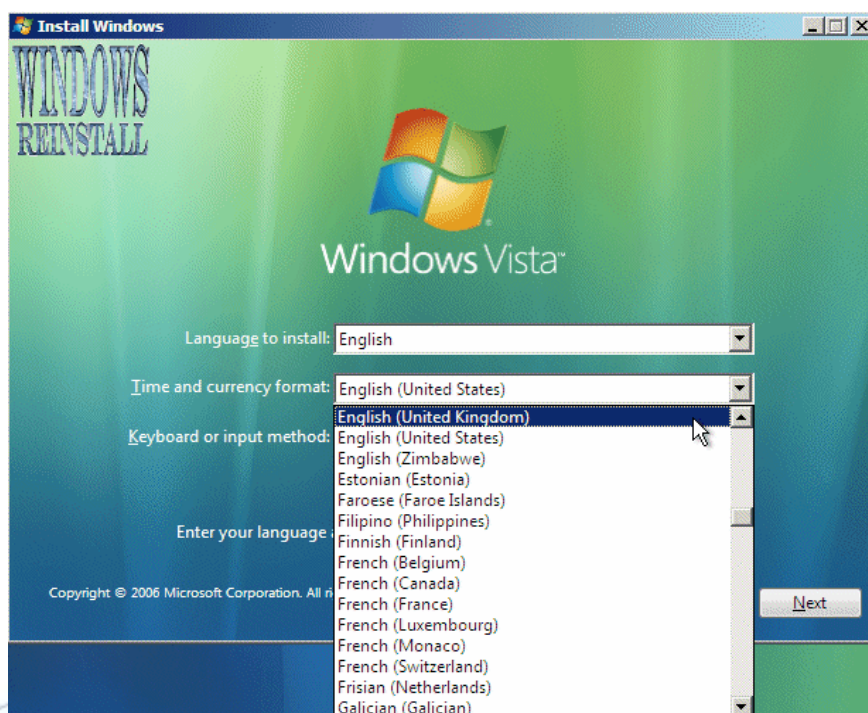 Install Windows
WINDOWS
REINSTALL
Windows Vista™
Language to install: English
Time and currency format: English (United States)
English (United Kingdom)
Keyboard or input method: English (United States)
English (Zimbabwe)
Estonian (Estonia)
Faroese (Faroe Islands)
Filipino (Philippines)
Enter your language
Finnish (Finland)
French (Belgium)
French (Canada)
Copyright © 2006 Microsoft Corporation. All
French (France)
Next
French (Luxembourg)
French (Monaco)
French (Switzerland)
Frisian (Netherlands)
Galician (Galician)